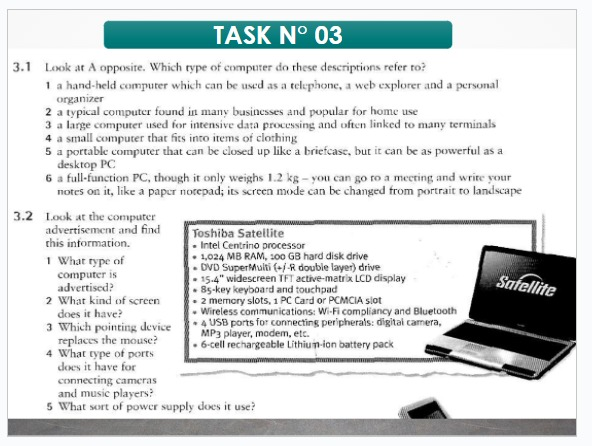 TASK N° 03
3.1 Look at A opposite. Which type of computer do these descriptions refer to?
1 a hand-held computer which can be used as a telephone, a web explorer and a personal
organizer
2 a typical computer found in many businesses and popular for home use
3 a large computer used for intensive data processing and often linked to many terminals
4 a small computer that fits into items of clothing
5 a portable computer that can be closed up like a briefcase, but it can be as powerful as a
desktop PC
6 a full-function PC, though it only weighs 1.2 kg – you can go to a meeting and write your
notes on it, like a paper notepad; its screen mode can be changed from portrait to landscape
3.2 Look at the computer
advertisement and find
this information.
1 What type of
computer is
advertised?
2 What kind of screen
does it have?
3 Which pointing device
replaces the mouse?
4 What type of ports
does it have for
connecting cameras
and music players?
5 What sort of power supply does it use?
Toshiba Satellite
• Intel Centrino processor
• 1,024 MB RAM, 100 GB hard disk drive
• DVD SuperMulti (+/-R double layer) drive
• 15.4" widescreen TFT active-matrix LCD display
• 85-key keyboard and touchpad
• 2 memory slots, 1 PC Card or PCMCIA slot
• Wireless communications: Wi-Fi compliancy and Bluetooth
• 4 USB ports for connecting peripherals: digital camera,
MP3 player, modem, etc.
• 6-cell rechargeable Lithium-ion battery pack
Satellite